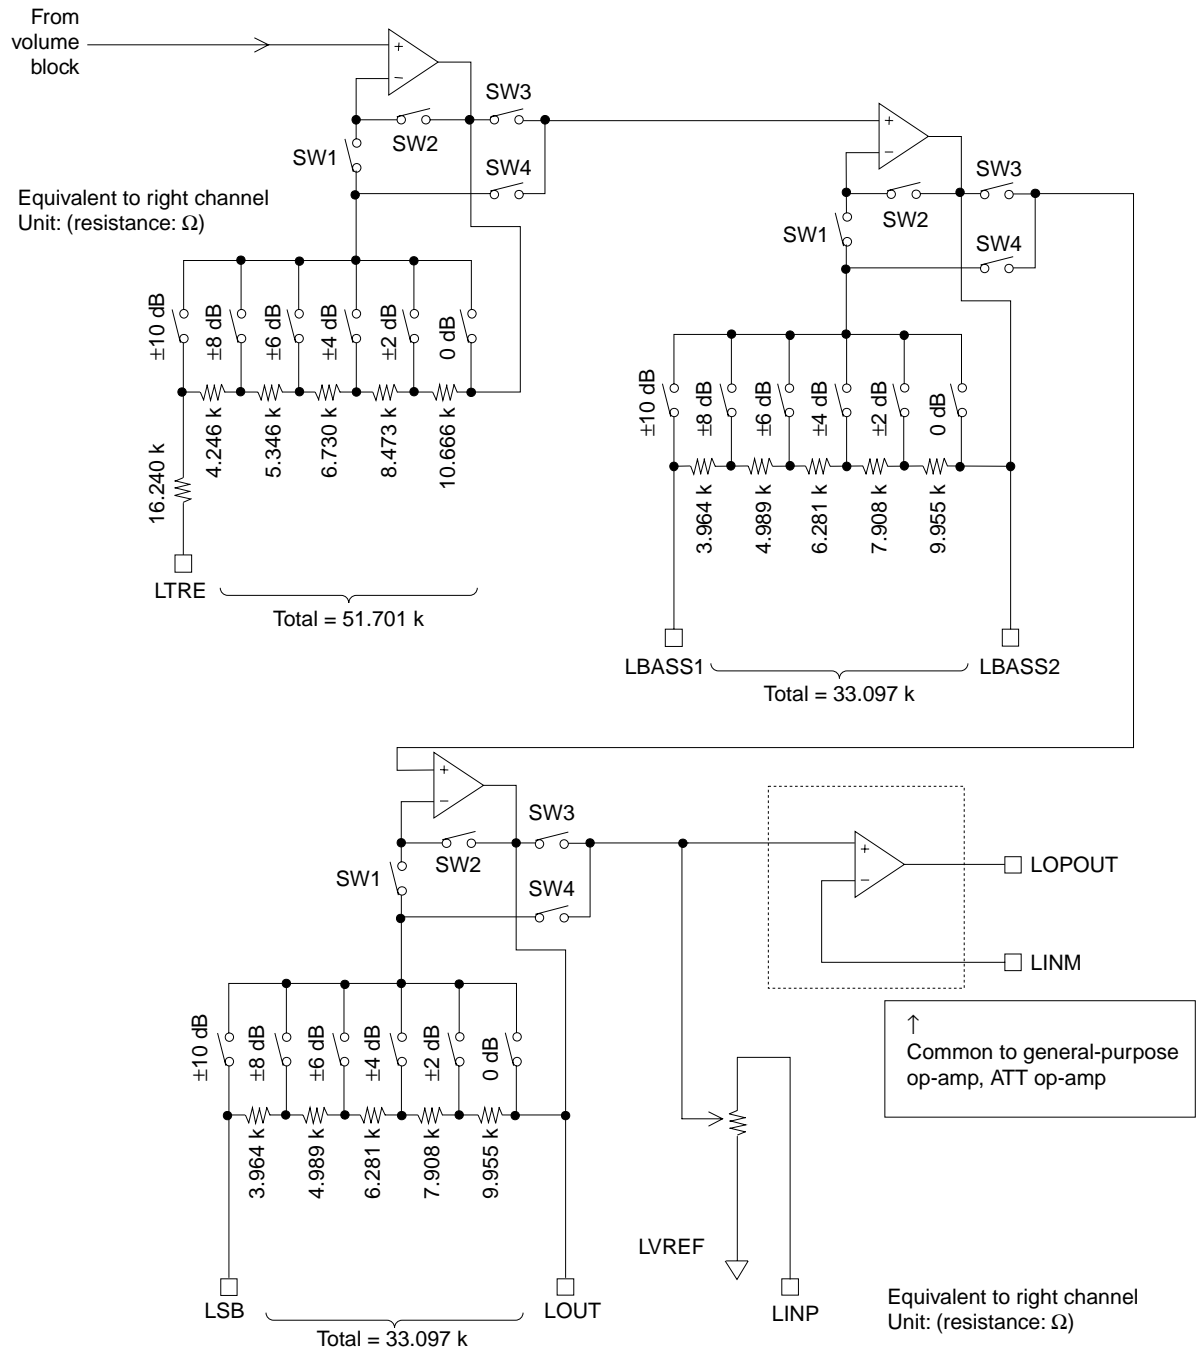 From
volume
block
+
−
SW3
SW2
SW1
SW4
Equivalent to right channel
Unit: (resistance: Ω)
±10 dB
±8 dB
±6 dB
±4 dB
±2 dB
0 dB
16.240 k
4.246 k
5.346 k
6.730 k
8.473 k
10.666 k
LTRE
Total = 51.701 k
+
−
SW3
SW2
SW1
SW4
±10 dB
±8 dB
±6 dB
±4 dB
±2 dB
0 dB
3.964 k
4.989 k
6.281 k
7.908 k
9.955 k
LBASS1
LBASS2
Total = 33.097 k
+
−
SW3
SW2
SW1
SW4
±10 dB
±8 dB
±6 dB
±4 dB
±2 dB
0 dB
3.964 k
4.989 k
6.281 k
7.908 k
9.955 k
LSB
LOUT
Total = 33.097 k
+
−
LOPOUT
LINM
↑
Common to general-purpose
op-amp, ATT op-amp
LVREF
LINP
Equivalent to right channel
Unit: (resistance: Ω)